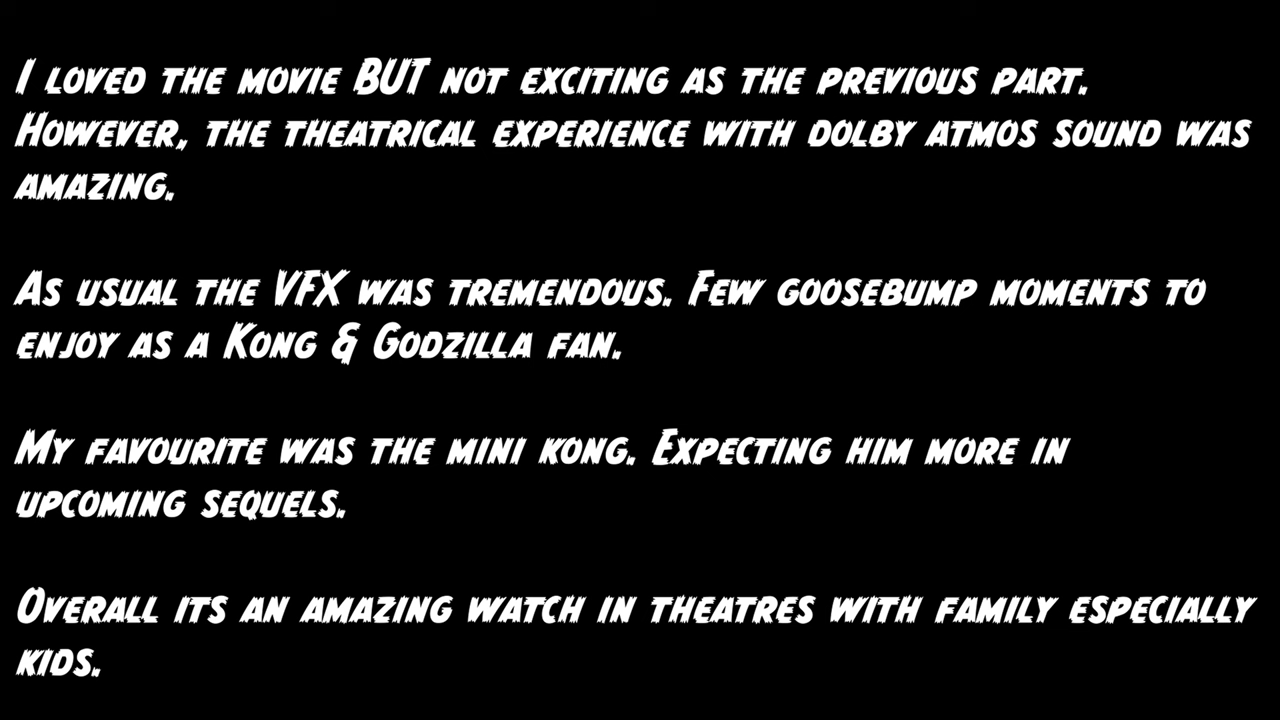 I loved the movie BUT not exciting as the previous part.
However, the theatrical experience with dolby atmos sound was
amazing.
As usual the VFX was tremendous. Few goosebump moments to
enjoy as a Kong & Godzilla fan.
My favourite was the mini kong. Expecting him more in
upcoming sequels.
Overall its an amazing watch in theatres with family especially
kids.